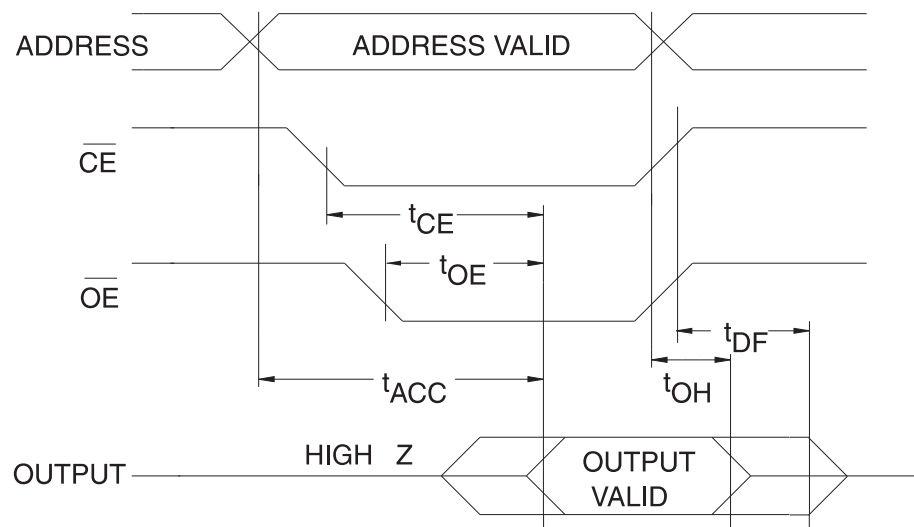 ADDRESS
ADDRESS VALID
CE
tCE
tOE
OE
tDF
tACC
tOH
HIGH Z
OUTPUT
OUTPUT
VALID